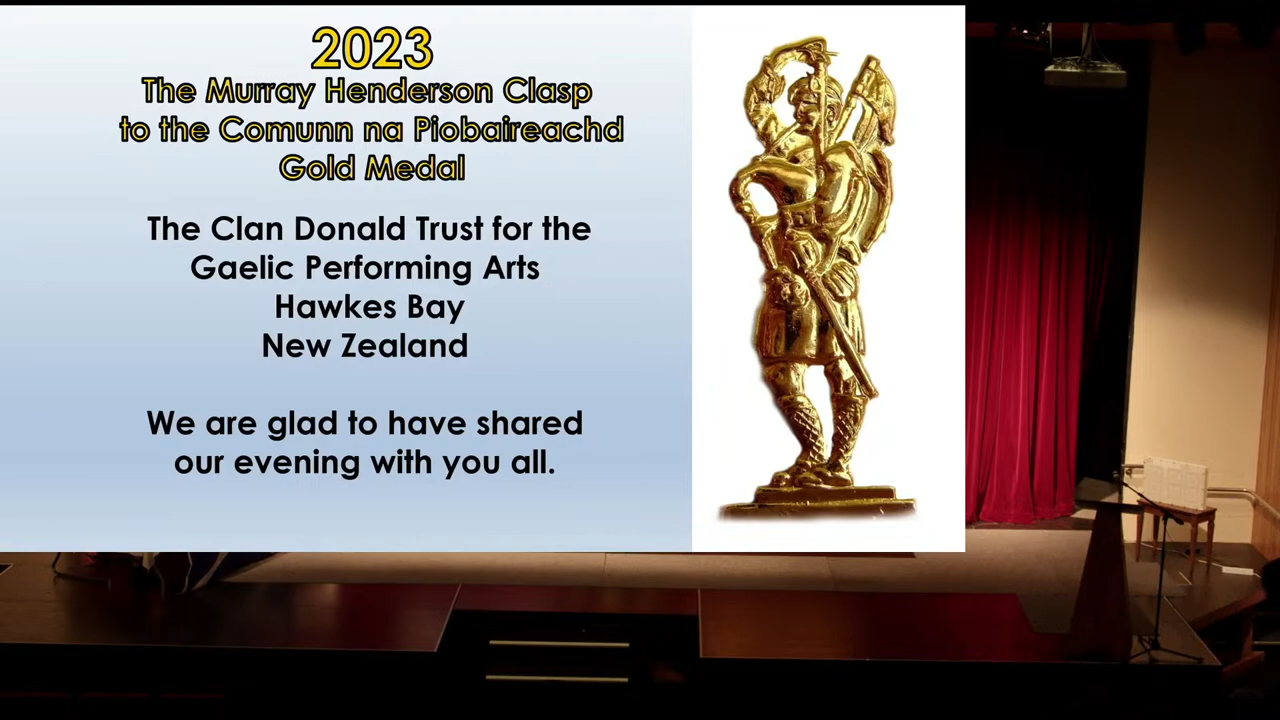 2023
The Murray Henderson Clasp
to the Comunn na Piobaireachd
Gold Medal
The Clan Donald Trust for the
Gaelic Performing Arts
Hawkes Bay
New Zealand
We are glad to have shared
our evening with you all.